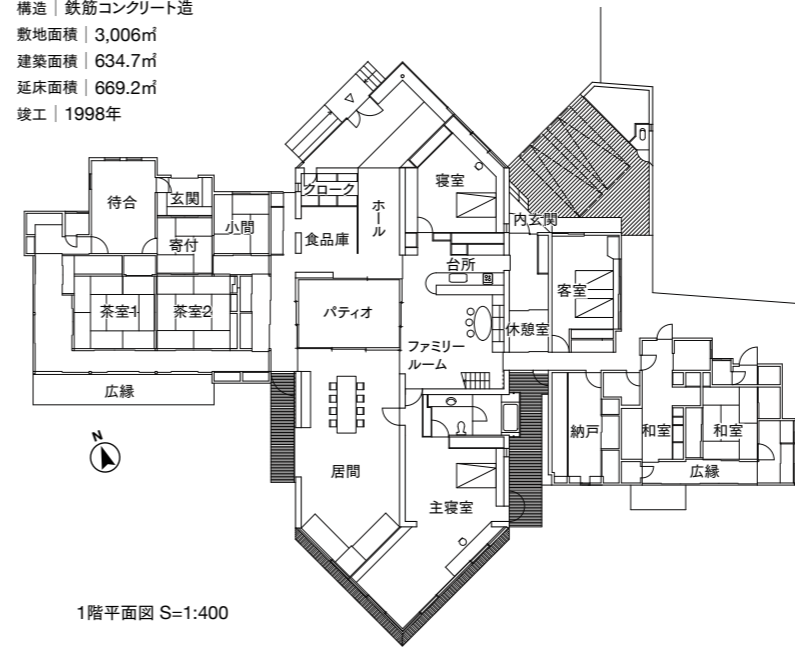 構造｜鉄筋コンクリート造
敷地面積｜3,006㎡
建築面積｜634.7㎡
延床面積｜669.2㎡
竣工｜1998年
待合
玄関
寄付
小間
茶室1
茶室2
広縁
クローク
食品庫
ホール
寝室
内玄関
台所
パティオ
ファミリー
ルーム
休憩室
客室
居間
主寝室
納戸
和室
和室
広縁
N
1階平面図 S=1:400